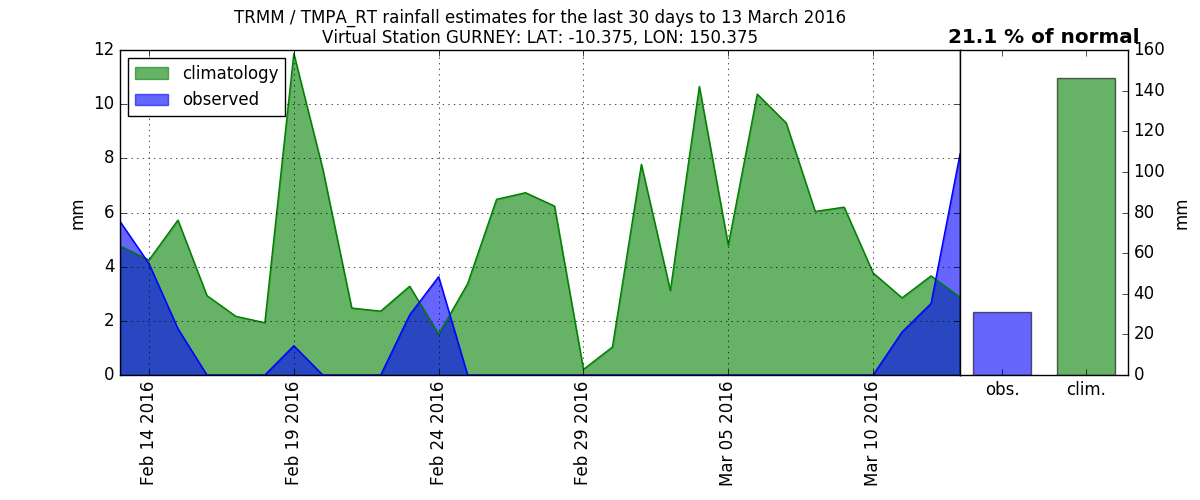 TRMM / TMPA_RT rainfall estimates for the last 30 days to 13 March 2016
Virtual Station GURNEY: LAT: -10.375, LON: 150.375
21.1 % of normal
climatology
observed
12
10
8
6
4
2
0
mm
Feb 14 2016
Feb 19 2016
Feb 24 2016
Feb 29 2016
Mar 05 2016
Mar 10 2016
160
140
120
100
80
60
40
20
0
mm
obs.
clim.